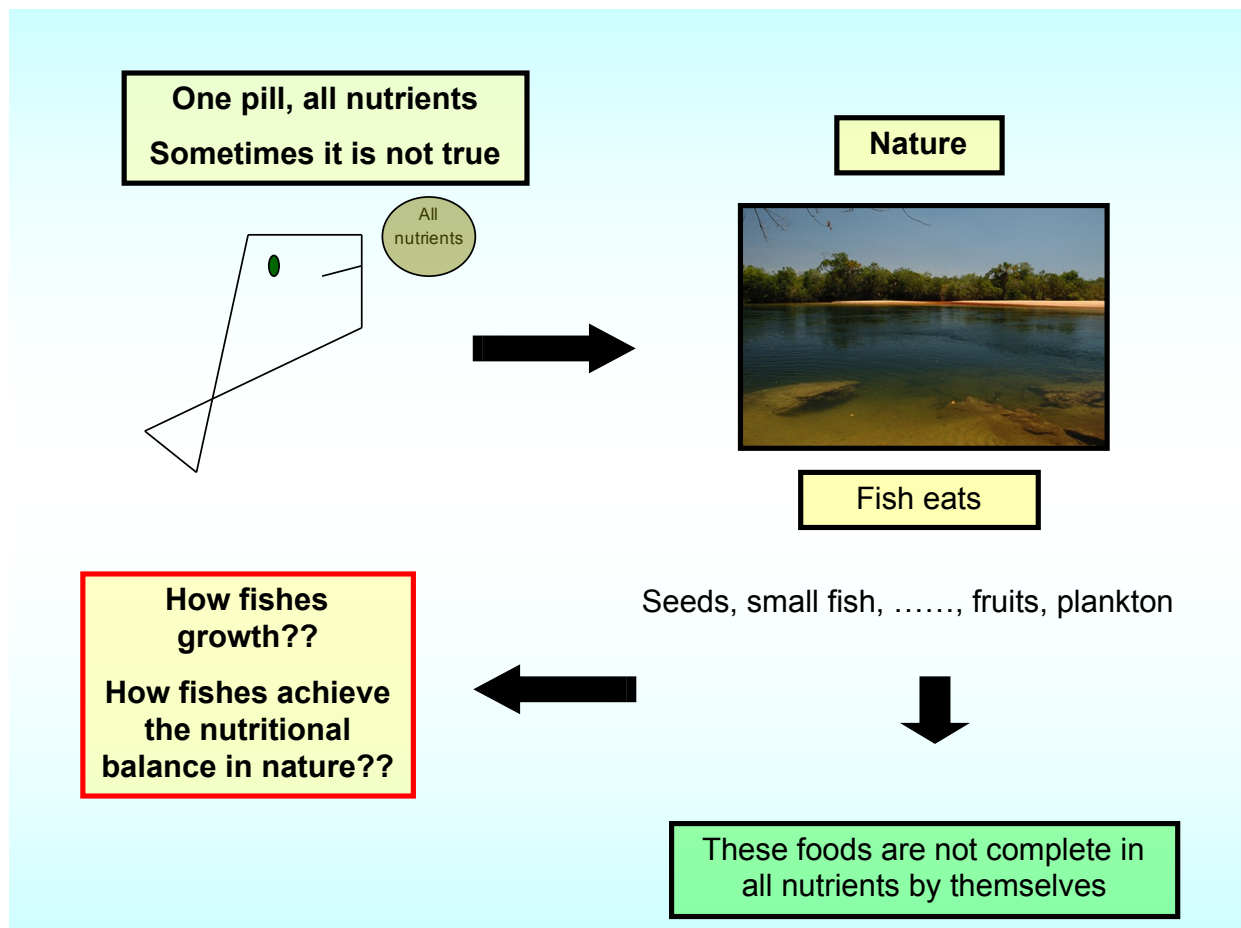 One pill, all nutrients
Sometimes it is not true
All
nutrients
Nature
Fish eats
Seeds, small fish, ……, fruits, plankton
How fishes
growth??
How fishes achieve
the nutritional
balance in nature??
These foods are not complete in
all nutrients by themselves